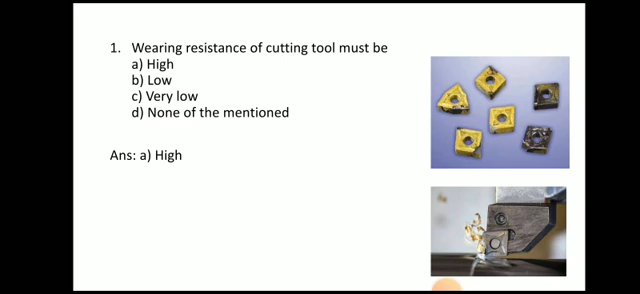 1. Wearing resistance of cutting tool must be
a) High
b) Low
c) Very low
d) None of the mentioned
Ans: a) High